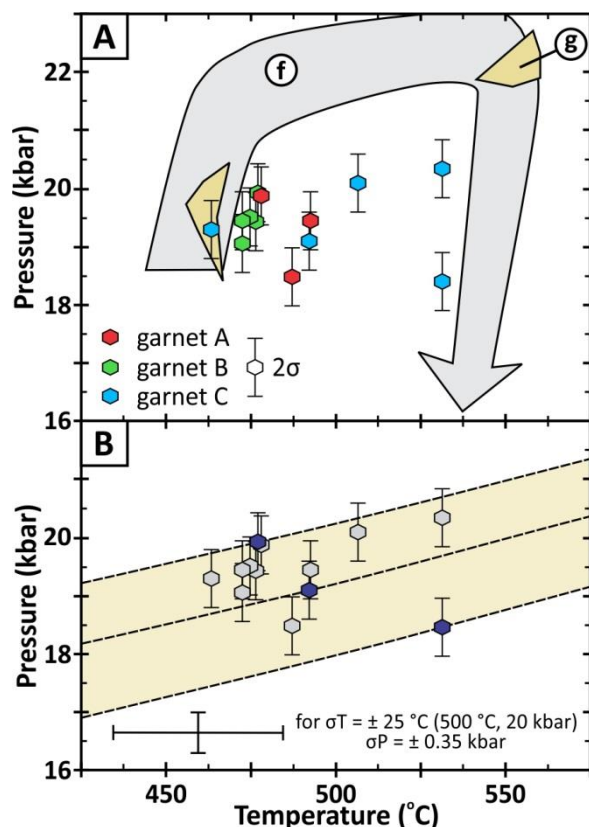 A
f
g
22
20
18
16
Pressure (kbar)
garnet A
garnet B
garnet C
2σ
B
20
18
16
Pressure (kbar)
for σT = ± 25 °C (500 °C, 20 kbar)
σP = ± 0.35 kbar
450
500
550
Temperature (°C)